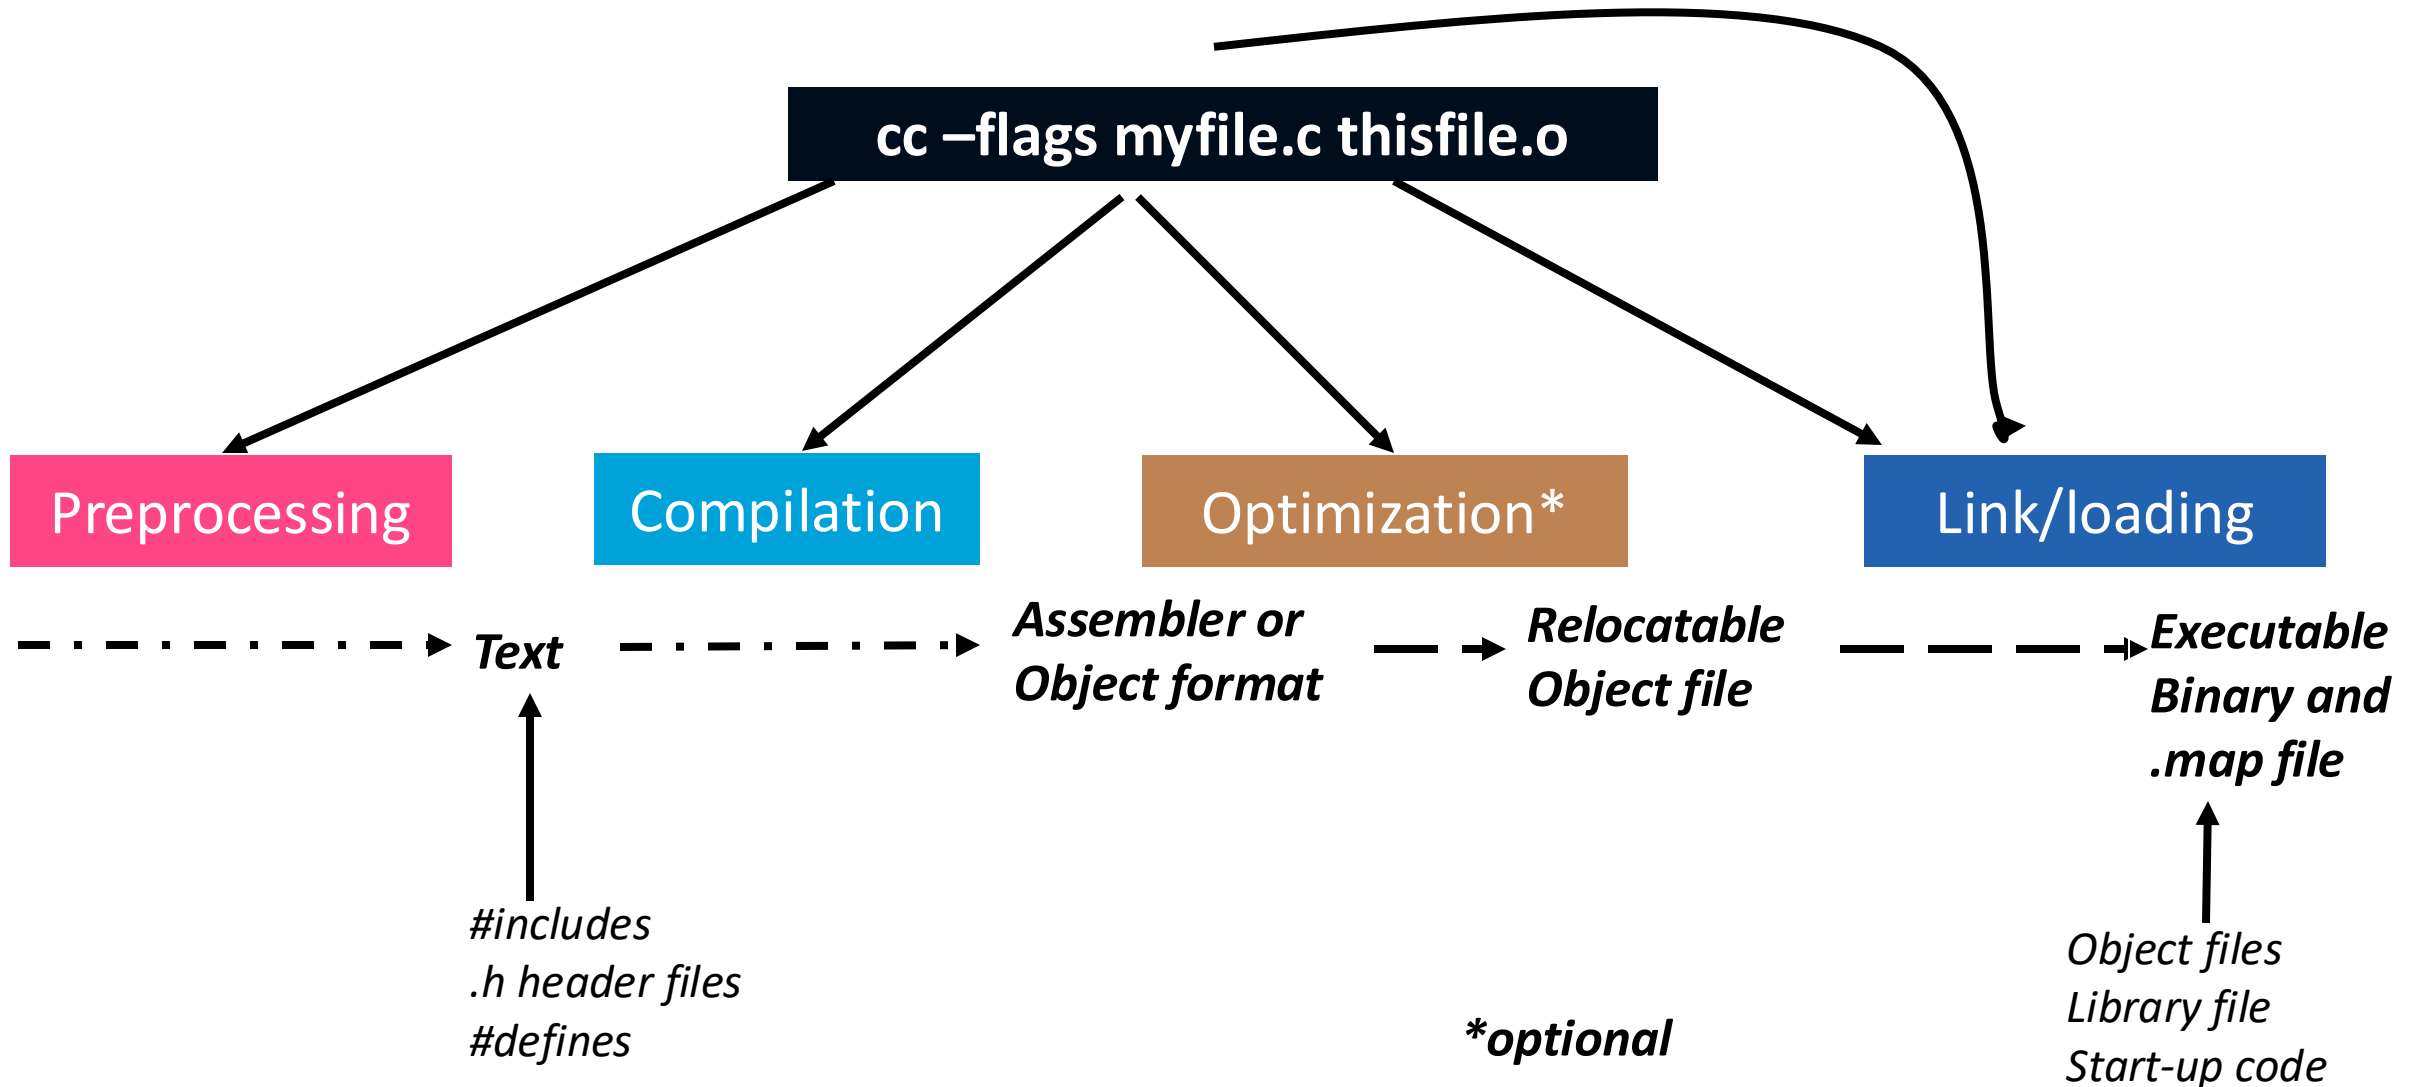 cc –flags myfile.c thisfile.o
Preprocessing
Compilation
Optimization*
Link/loading
Text
Assembler or
Object format
Relocatable
Object file
Executable
Binary and
.map file
#includes
.h header files
#defines
*optional
Object files
Library file
Start-up code